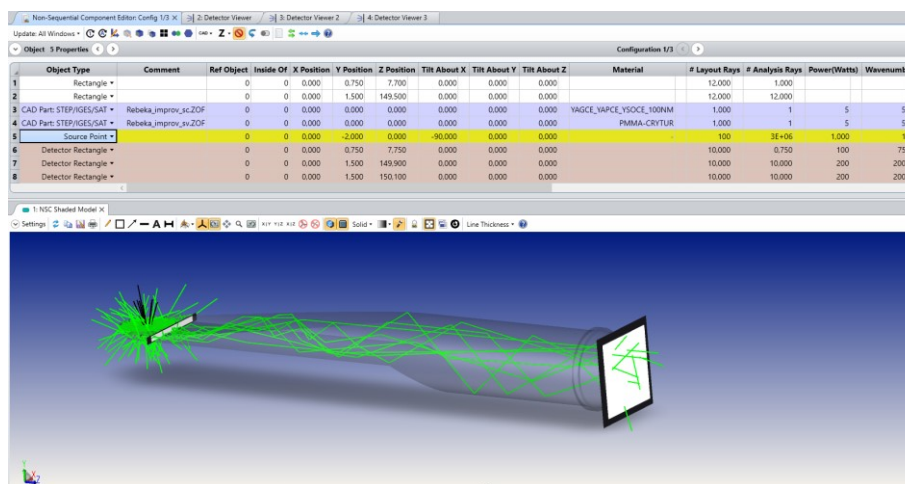 Non-Sequential Component Editor: Config 1/3 × 2: Detector Viewer 3: Detector Viewer 2 4: Detector Viewer 3
Update: All Windows
Object 5 Properties Configuration 1/3
Object Type Comment Ref Object Inside Of X Position Y Position Z Position Tilt About X Tilt About Y Tilt About Z Material # Layout Rays # Analysis Rays Power(Watts) Wavenumb
1 Rectangle 0 0 0,000 0,750 7,700 0,000 0,000 0,000 12,000 1,000
2 Rectangle 0 0 0,000 1,500 149,500 0,000 0,000 0,000 12,000 12,000
3 CAD Part: STEP/IGES/SAT Rebeka_improv_sc.ZOF 0 0 0,000 0,000 0,000 0,000 0,000 0,000 YAGCE_YAPCE_YSOCE_100NM 1,000 1 5 5
4 CAD Part: STEP/IGES/SAT Rebeka_improv_sv.ZOF 0 0 0,000 0,000 0,000 0,000 0,000 0,000 PMMA-CRYTUR 1,000 1 5 5
5 Source Point 0 0 0,000 -2,000 0,000 -90,000 0,000 0,000 - 100 3E+06 1,000 1
6 Detector Rectangle 0 0 0,000 0,750 7,750 0,000 0,000 0,000 10,000 0,750 100 75
7 Detector Rectangle 0 0 0,000 1,500 149,900 0,000 0,000 0,000 10,000 10,000 200 200
8 Detector Rectangle 0 0 0,000 1,500 150,100 0,000 0,000 0,000 10,000 10,000 200 200
1: NSC Shaded Model ×
Settings Solid Line Thickness
Y X Z